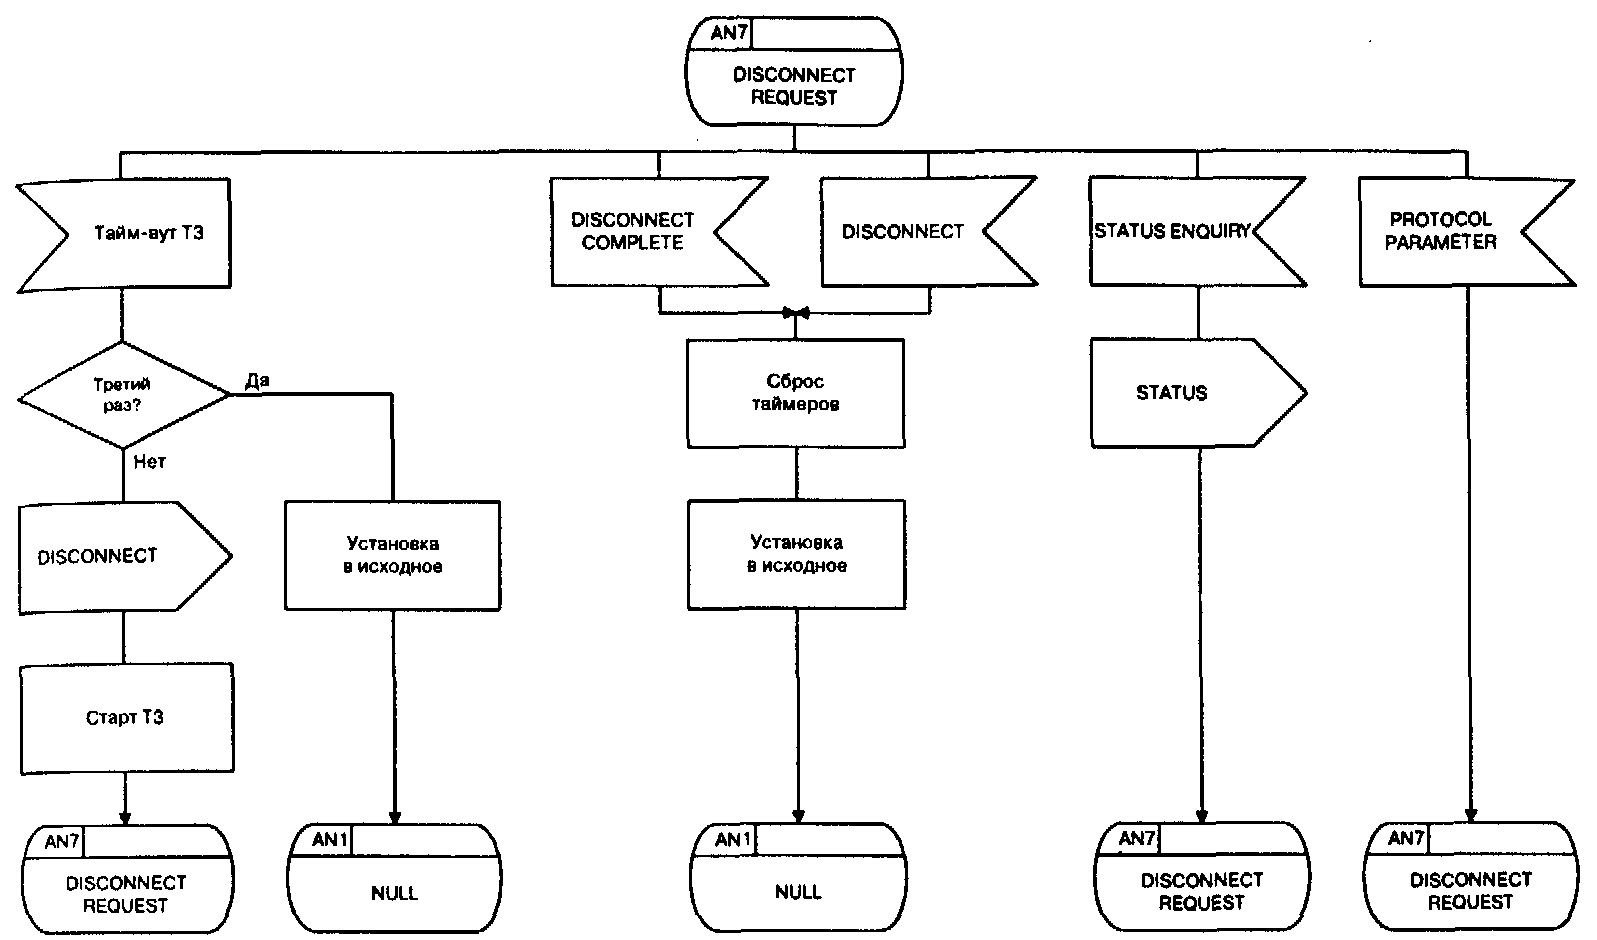 AN7
DISCONNECT
REQUEST
Тайм-аут Т3
DISCONNECT
COMPLETE
DISCONNECT
STATUS ENQUIRY
PROTOCOL
PARAMETER
Третий
раз?
Да
Нет
Сброс
таймеров
STATUS
DISCONNECT
Установка
в исходное
Установка
в исходное
Старт Т3
AN7
DISCONNECT
REQUEST
AN1
NULL
AN1
NULL
AN7
DISCONNECT
REQUEST
AN7
DISCONNECT
REQUEST